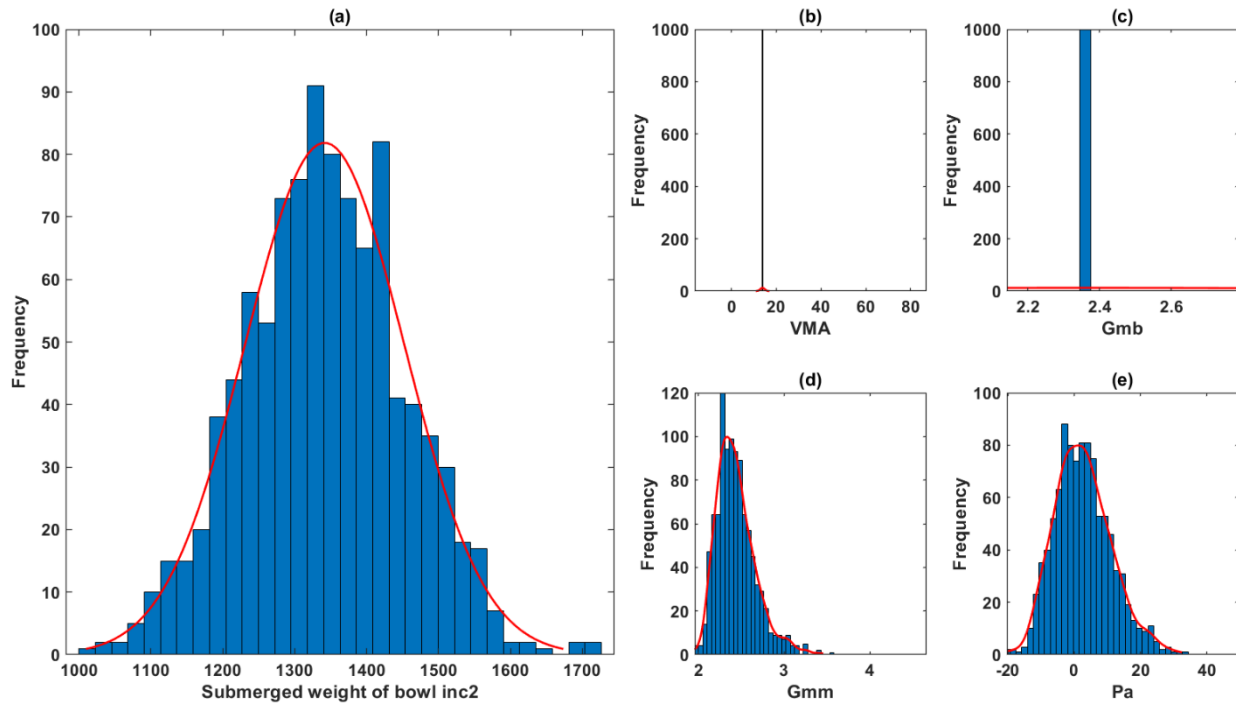 (a)
100
90
80
70
60
50
40
30
20
10
0
Frequency
1000 1100 1200 1300 1400 1500 1600 1700
Submerged weight of bowl inc2
(b)
1000
800
600
400
200
0
Frequency
0 20 40 60 80
VMA
(c)
1000
800
600
400
200
0
Frequency
2.2 2.4 2.6
Gmb
(d)
120
100
80
60
40
20
0
Frequency
2 3 4
Gmm
(e)
100
80
60
40
20
0
Frequency
-20 0 20 40
Pa